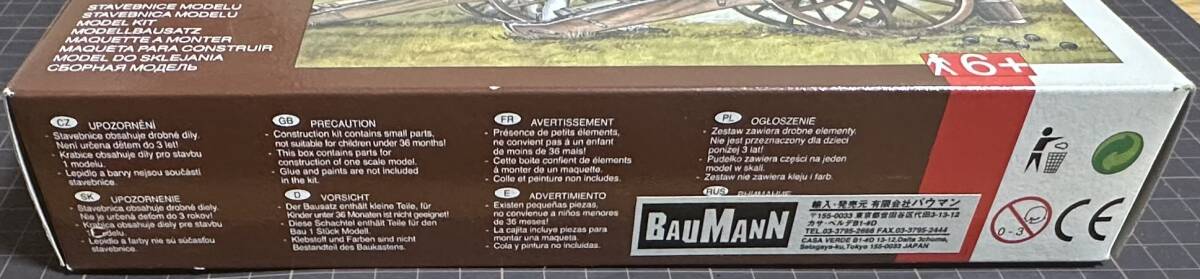 STAVEBNICE MODELU
STAVEBNICA MODELU
MODEL KIT
MODELLBAUSATZ
MAQUETTE A MONTER
MAQUETA PARA CONSTRUIR
MODEL DO SKLEJANIA
СБОРНАЯ МОДЕЛЬ
6+
CZ UPOZORNĚNÍ
- Stavebnice obsahuje drobné díly.
Není určena dětem do 3 let!
- Krabice obsahuje díly pro stavbu
1 modelu.
- Lepidlo a barvy nejsou součástí
stavebnice.
SK UPOZORNENIE
- Stavebnica obsahuje drobné diely.
Nie je určená deťom do 3 rokov!
- Krabica obsahuje diely pre stavbu
modelu.
- Lepidlo a farby nie sú súčasťou
stavebnice.
GB PRECAUTION
- Construction kit contains small parts,
not suitable for children under 36 months!
- This box contains parts for
construction of one scale model.
- Glue and paints are not included
in the kit.
D VORSICHT
- Der Bausatz enthält kleine Teile, für
Kinder unter 36 Monaten ist nicht geeignet!
- Diese Schachtel enthält Teile für den
Bau 1 Stück Modell.
- Klebstoff und Farben sind nicht
Bestandteil des Baukastens.
FR AVERTISSEMENT
- Présence de petits élements,
ne convient pas à un enfant
de moins de 36 mais!
- Cette boite confient de élements
à monter de un maquette.
- Colle et peinture non includes.
E ADVERTIMENTO
- Existen pequeñas piezas,
no convienue a niños menores
de 36 meses!
- La cajita incluye piezas para
montar una maquetta.
- Cola y pintura no incluidas.
PL OGŁOSZENIE
- Zestaw zawiera drobne elementy.
Nie jest przeznaczony dla dzieci
poniżej 3 lat!
- Pudełko zawiera części na jeden
model w skali.
- Zestaw nie zawiera kleju i farb.
RUS ВНИМАНИЕ
BAUMANN
輸入・発売元 有限会社バウマン
〒155-0033 東京都世田谷区代田3-13-12
カサ・ベルデB1-4D
TEL.03-3795-2666 FAX.03-3795-2444
CASA VERDE B1-4D 13-12,Daita 3chome,
Setagaya-ku,Tokyo 155-0033 JAPAN
0-3
CE